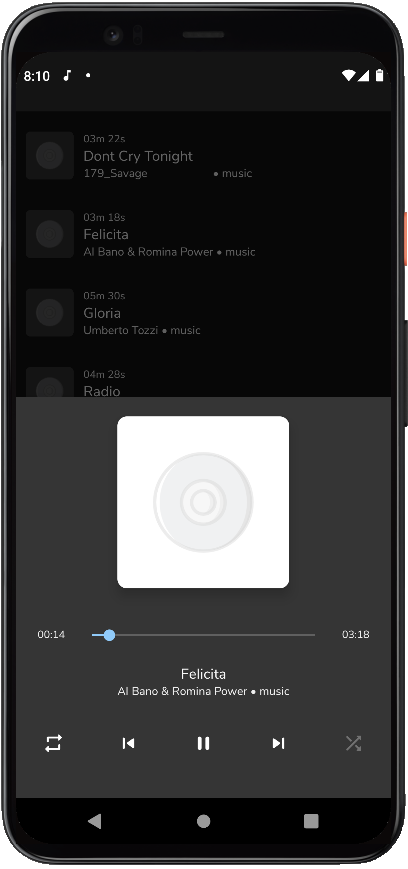 8:10
03m 22s
Dont Cry Tonight
179_Savage • music
03m 18s
Felicita
Al Bano & Romina Power • music
05m 30s
Gloria
Umberto Tozzi • music
04m 28s
Radio
00:14
03:18
Felicita
Al Bano & Romina Power • music